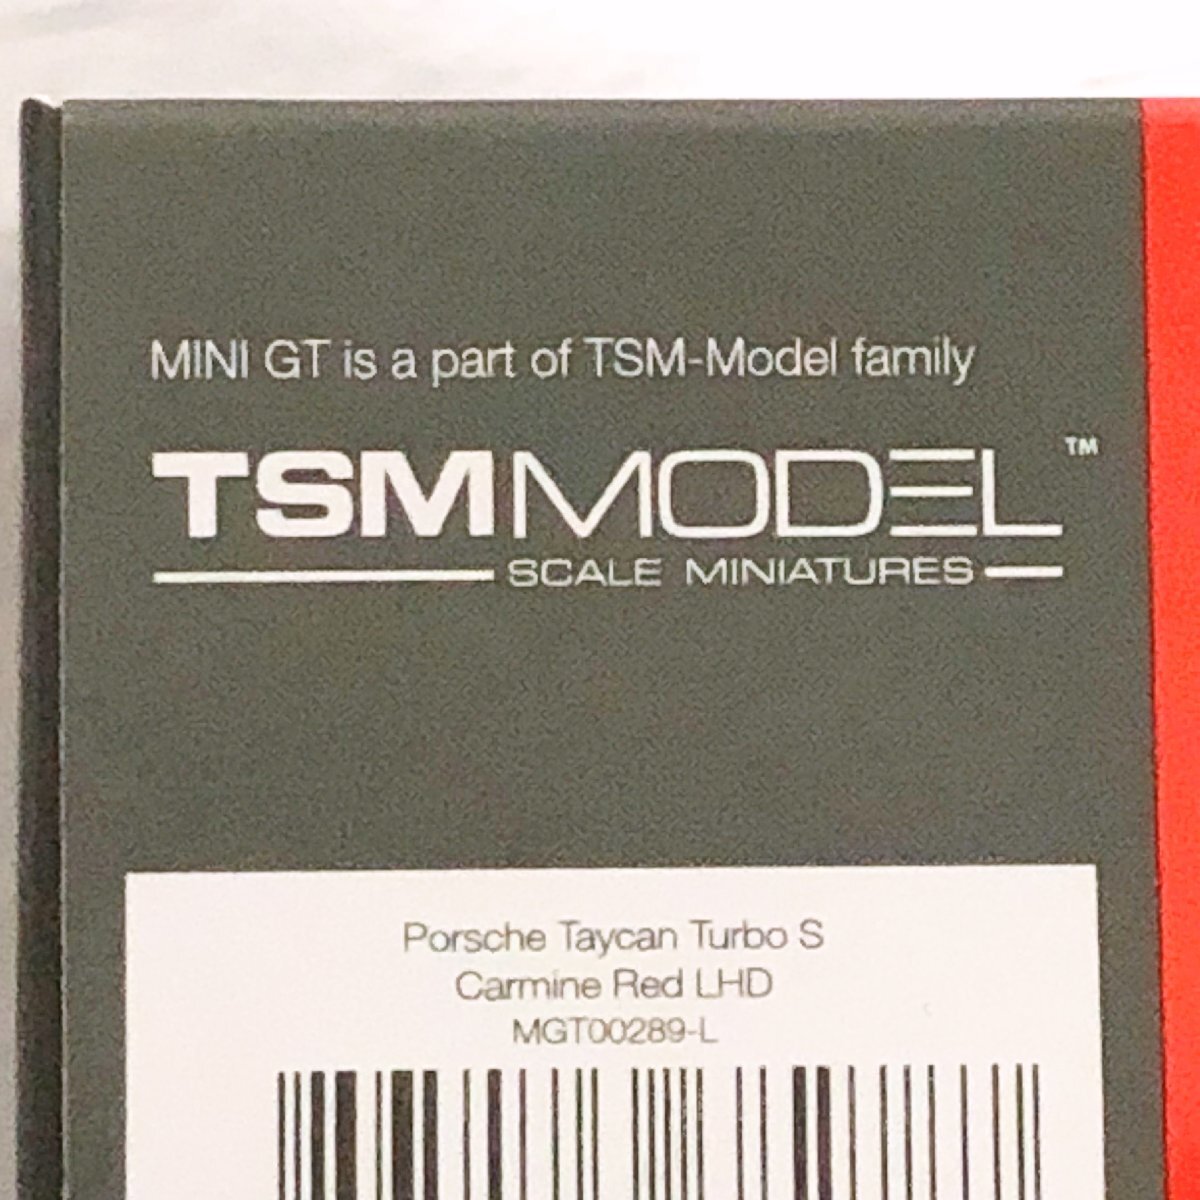 MINI GT is a part of TSM-Model family
TSMMODEL™
SCALE MINIATURES
Porsche Taycan Turbo S
Carmine Red LHD
MGT00289-L